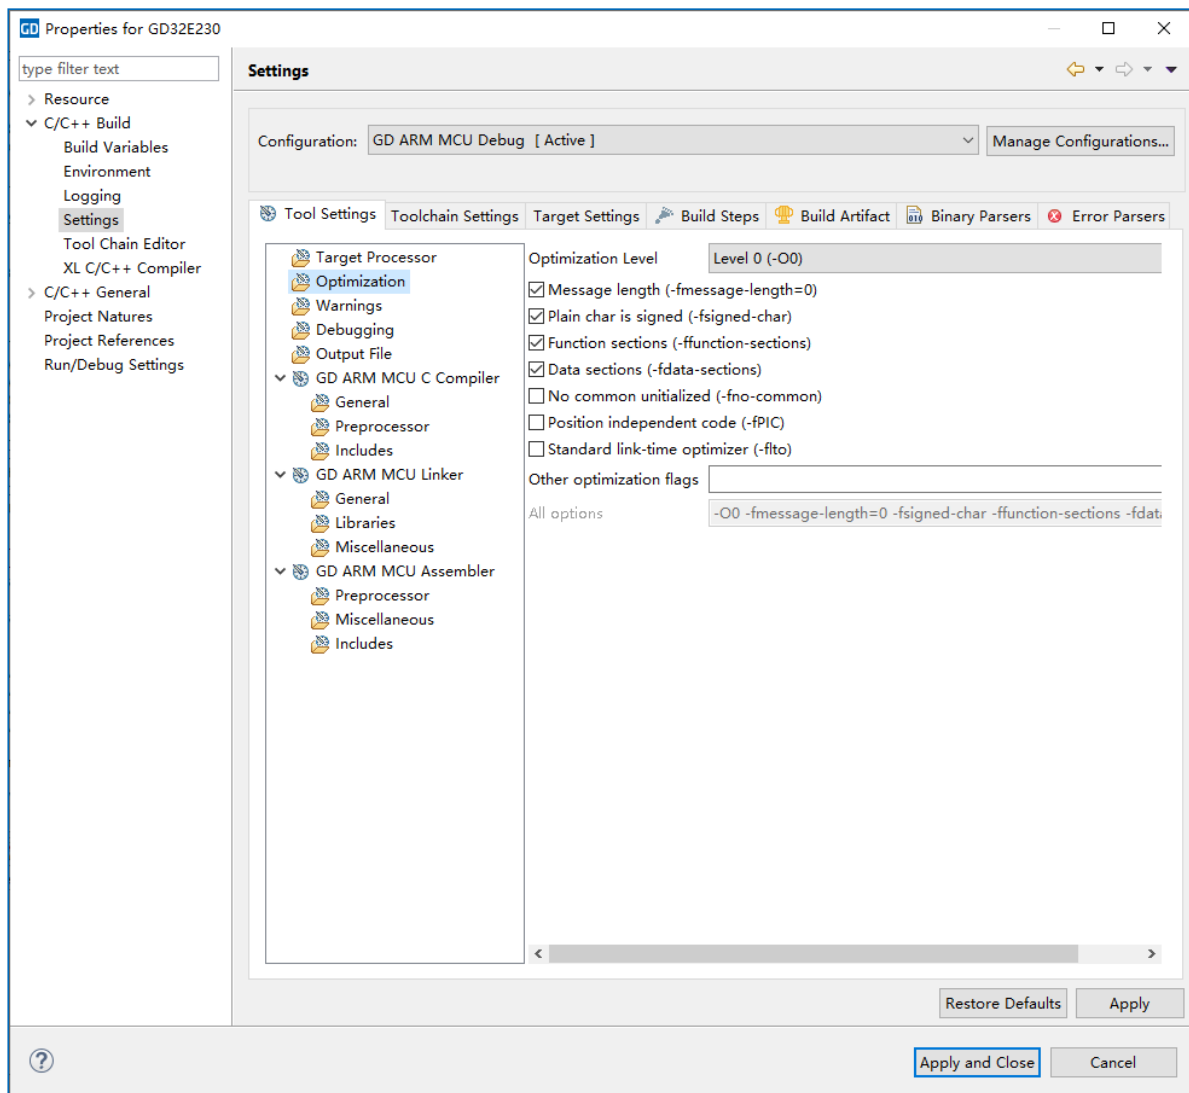 GD Properties for GD32E230
type filter text
Resource
C/C++ Build
Build Variables
Environment
Logging
Settings
Tool Chain Editor
XL C/C++ Compiler
C/C++ General
Project Natures
Project References
Run/Debug Settings
Settings
Configuration: GD ARM MCU Debug [ Active ] Manage Configurations...
Tool Settings Toolchain Settings Target Settings Build Steps Build Artifact Binary Parsers Error Parsers
Target Processor
Optimization
Warnings
Debugging
Output File
GD ARM MCU C Compiler
General
Preprocessor
Includes
GD ARM MCU Linker
General
Libraries
Miscellaneous
GD ARM MCU Assembler
Preprocessor
Miscellaneous
Includes
Optimization Level Level 0 (-O0)
Message length (-fmessage-length=0)
Plain char is signed (-fsigned-char)
Function sections (-ffunction-sections)
Data sections (-fdata-sections)
No common unitialized (-fno-common)
Position independent code (-fPIC)
Standard link-time optimizer (-flto)
Other optimization flags
All options -O0 -fmessage-length=0 -fsigned-char -ffunction-sections -fdat
Restore Defaults Apply
? Apply and Close Cancel